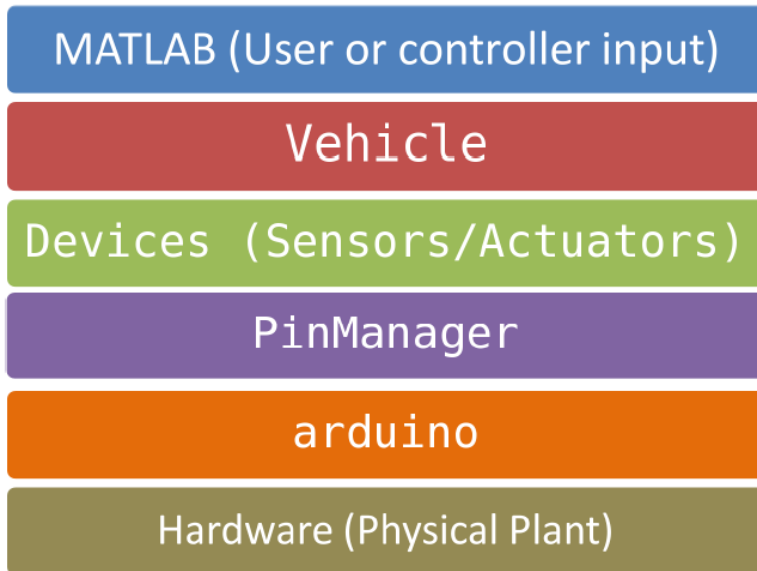 MATLAB (User or controller input)
Vehicle
Devices (Sensors/Actuators)
PinManager
arduino
Hardware (Physical Plant)